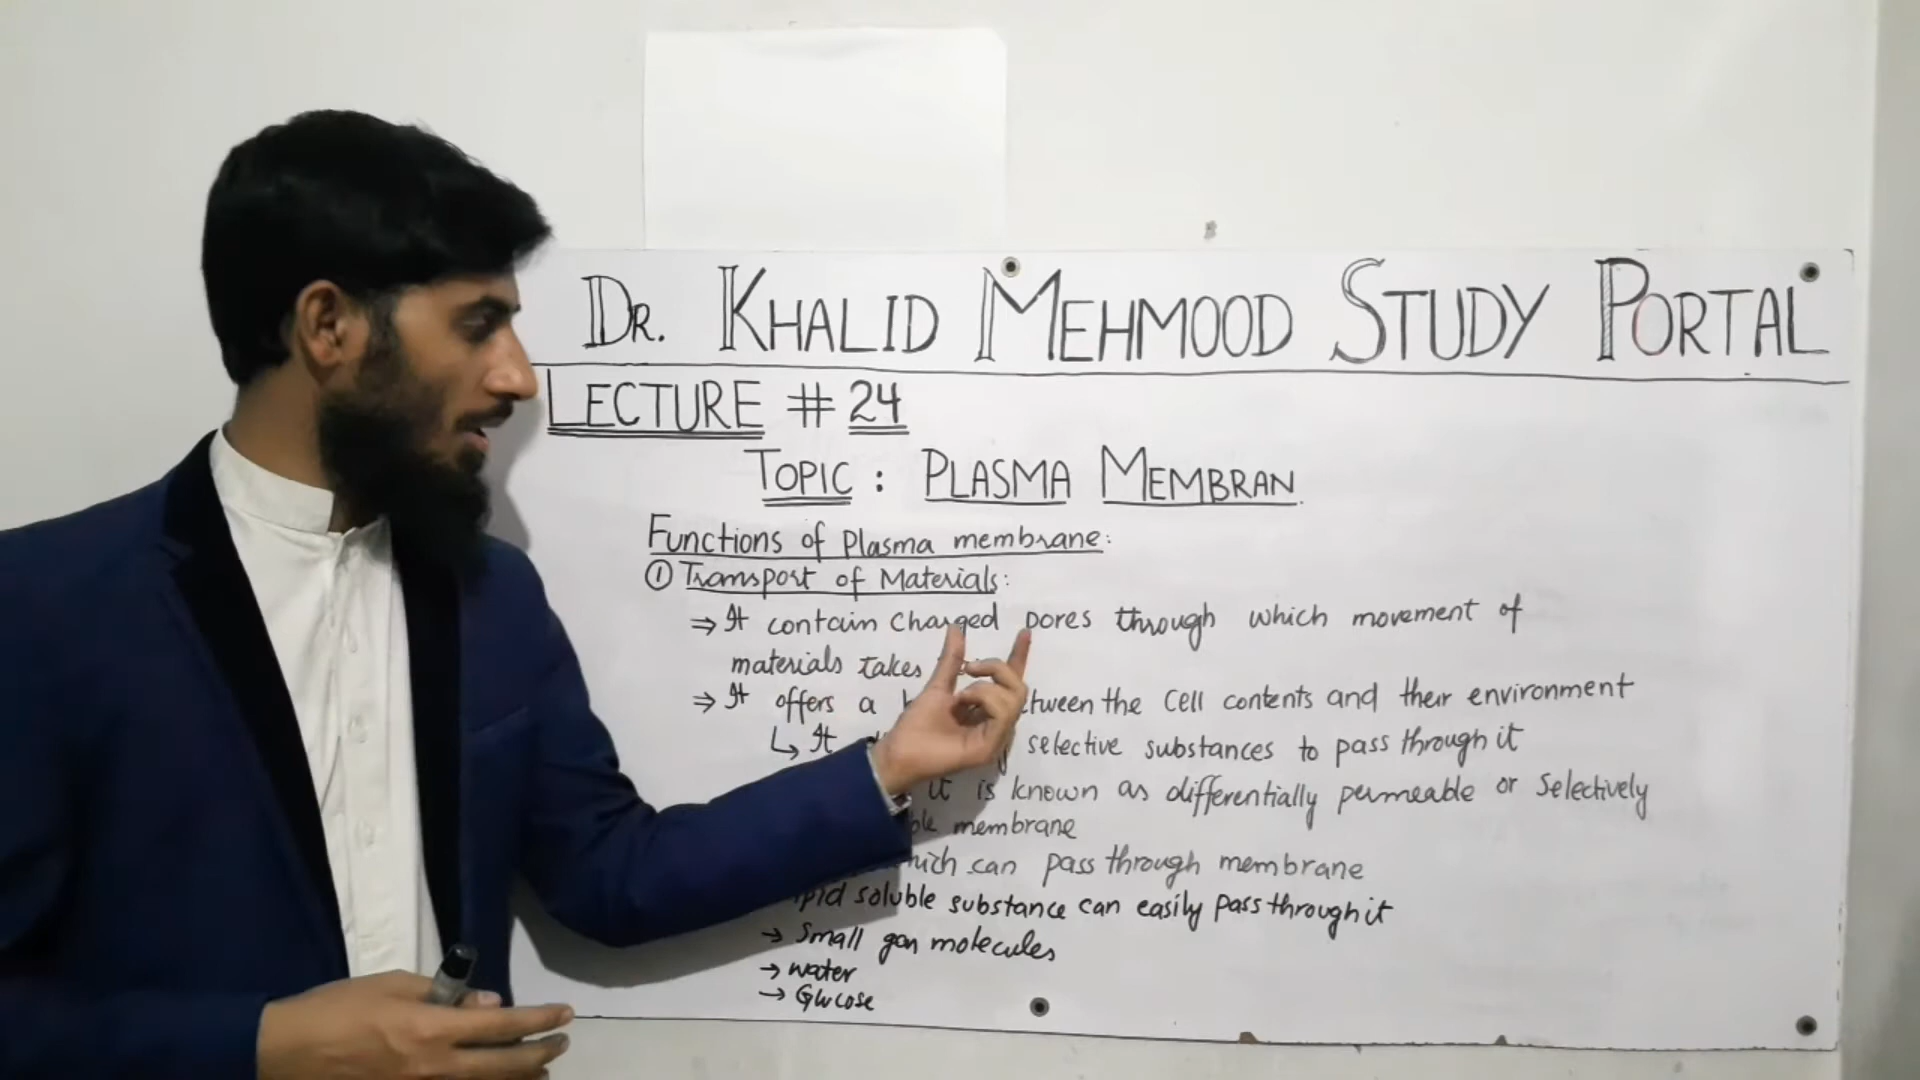 DR. KHALID MEHMOOD STUDY PORTAL
LECTURE # 24
TOPIC : PLASMA MEMBRAN
Functions of Plasma membrane:
① Transport of Materials:
⇒ It contain charged pores through which movement of
materials takes
⇒ It offers a between the cell contents and their environment
↳ It selective substances to pass through it
it is known as differentially permeable or selectively
membrane
which can pass through membrane
lipid soluble substance can easily pass through it
→ small gas molecules
→ water
→ Glucose